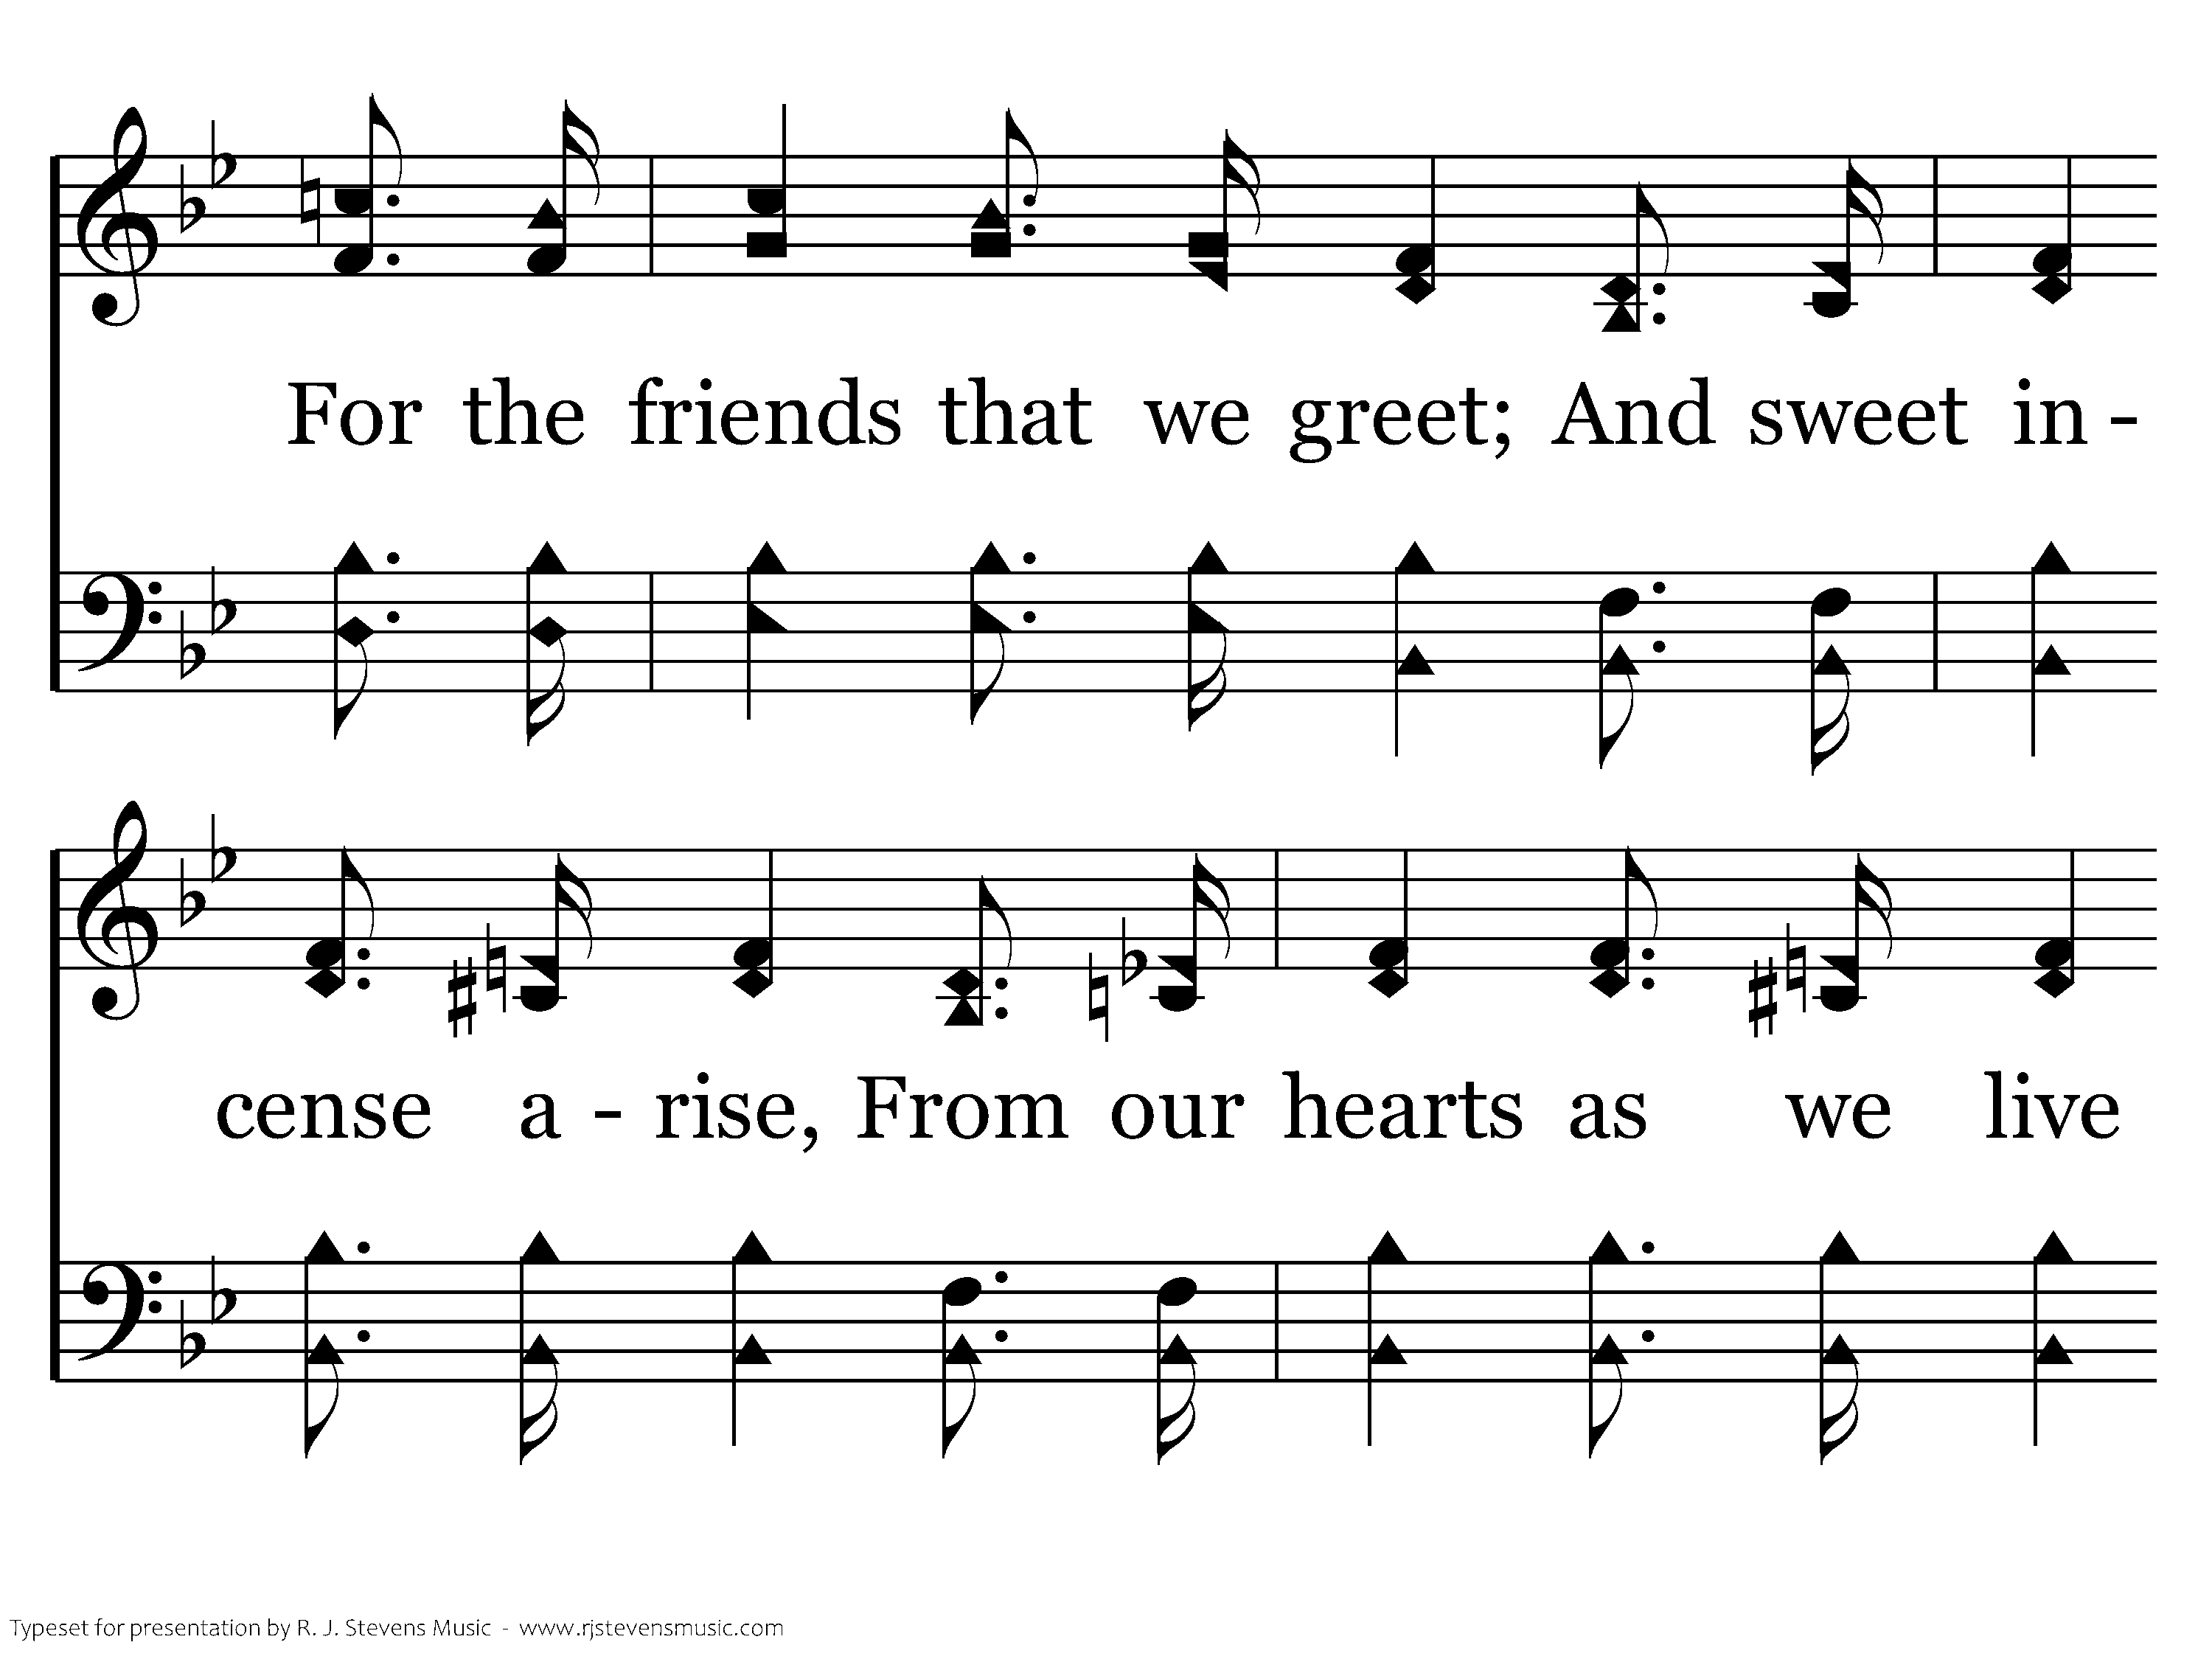 For the friends that we greet; And sweet in -
cense a - rise, From our hearts as we live
Typeset for presentation by R. J. Stevens Music - www.rjstevensmusic.com